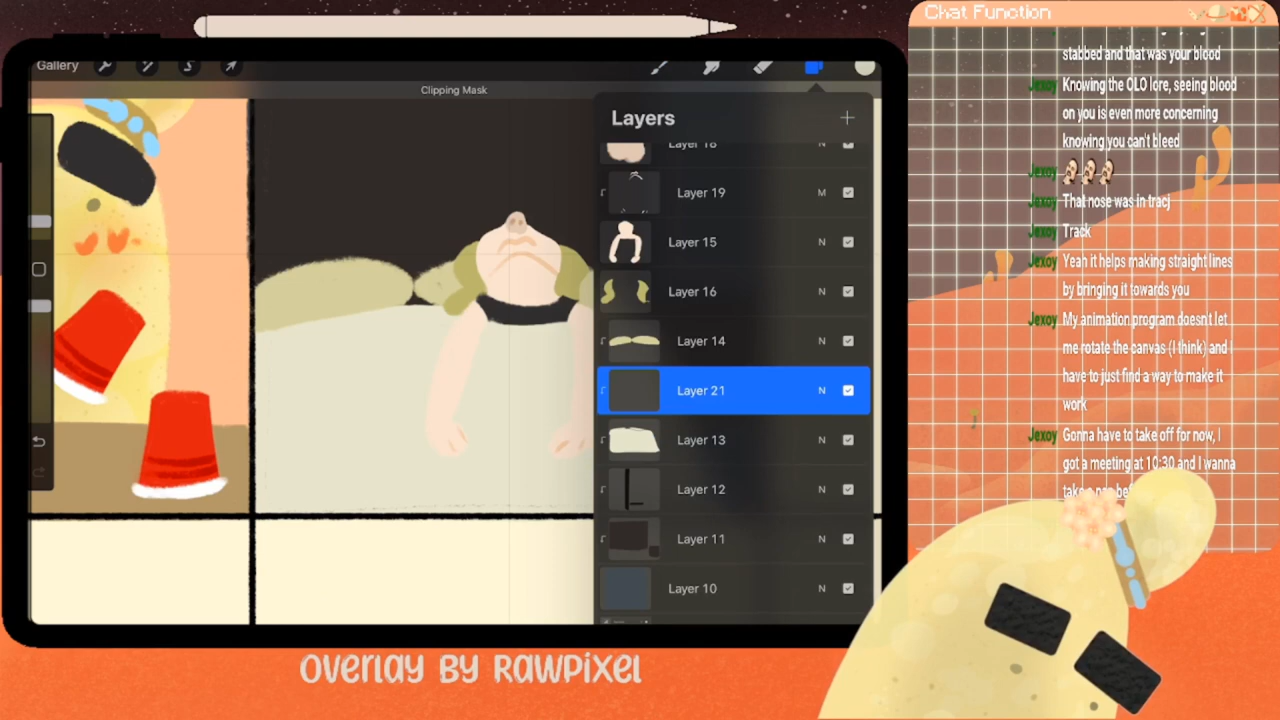 Chat Function
Gallery
Clipping Mask
Layers
Layer 18
N
Layer 19
M
Layer 15
N
Layer 16
N
Layer 14
N
Layer 21
N
Layer 13
N
Layer 12
N
Layer 11
N
Layer 10
N
stabbed and that was your blood
Jexoy Knowing the OLO lore, seeing blood
on you is even more concerning
knowing you can't bleed
Jexoy
Jexoy That nose was in tracj
Jexoy Track
Jexoy Yeah it helps making straight lines
by bringing it towards you
Jexoy My animation program doesn't let
me rotate the canvas (I think) and I
have to just find a way to make it
work
Jexoy Gonna have to take off for now, I
got a meeting at 10:30 and I wanna
take a nap
OVERLAY BY RAWPIXEL